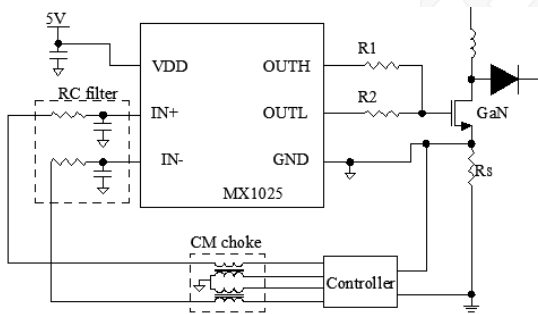 5V
VDD
OUTH
R1
RC filter
IN+
OUTL
R2
GaN
IN-
GND
Rs
MX1025
CM choke
Controller